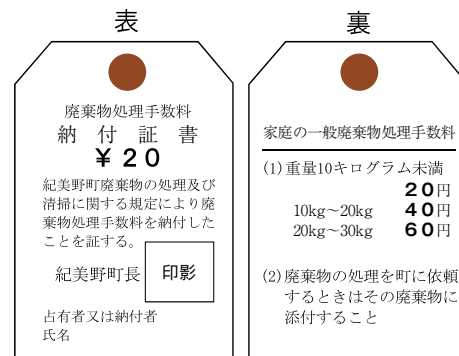 表
廃棄物処理手数料
納付証書
¥20
紀美野町廃棄物の処理及び
清掃に関する規定により廃
棄物処理手数料を納付した
ことを証する。
紀美野町長
印影
占有者又は納付者
氏名
裏
家庭の一般廃棄物処理手数料
(1)重量10キログラム未満
20円
10kg〜20kg 40円
20kg〜30kg 60円
(2)廃棄物の処理を町に依頼
するときはその廃棄物に
添付すること